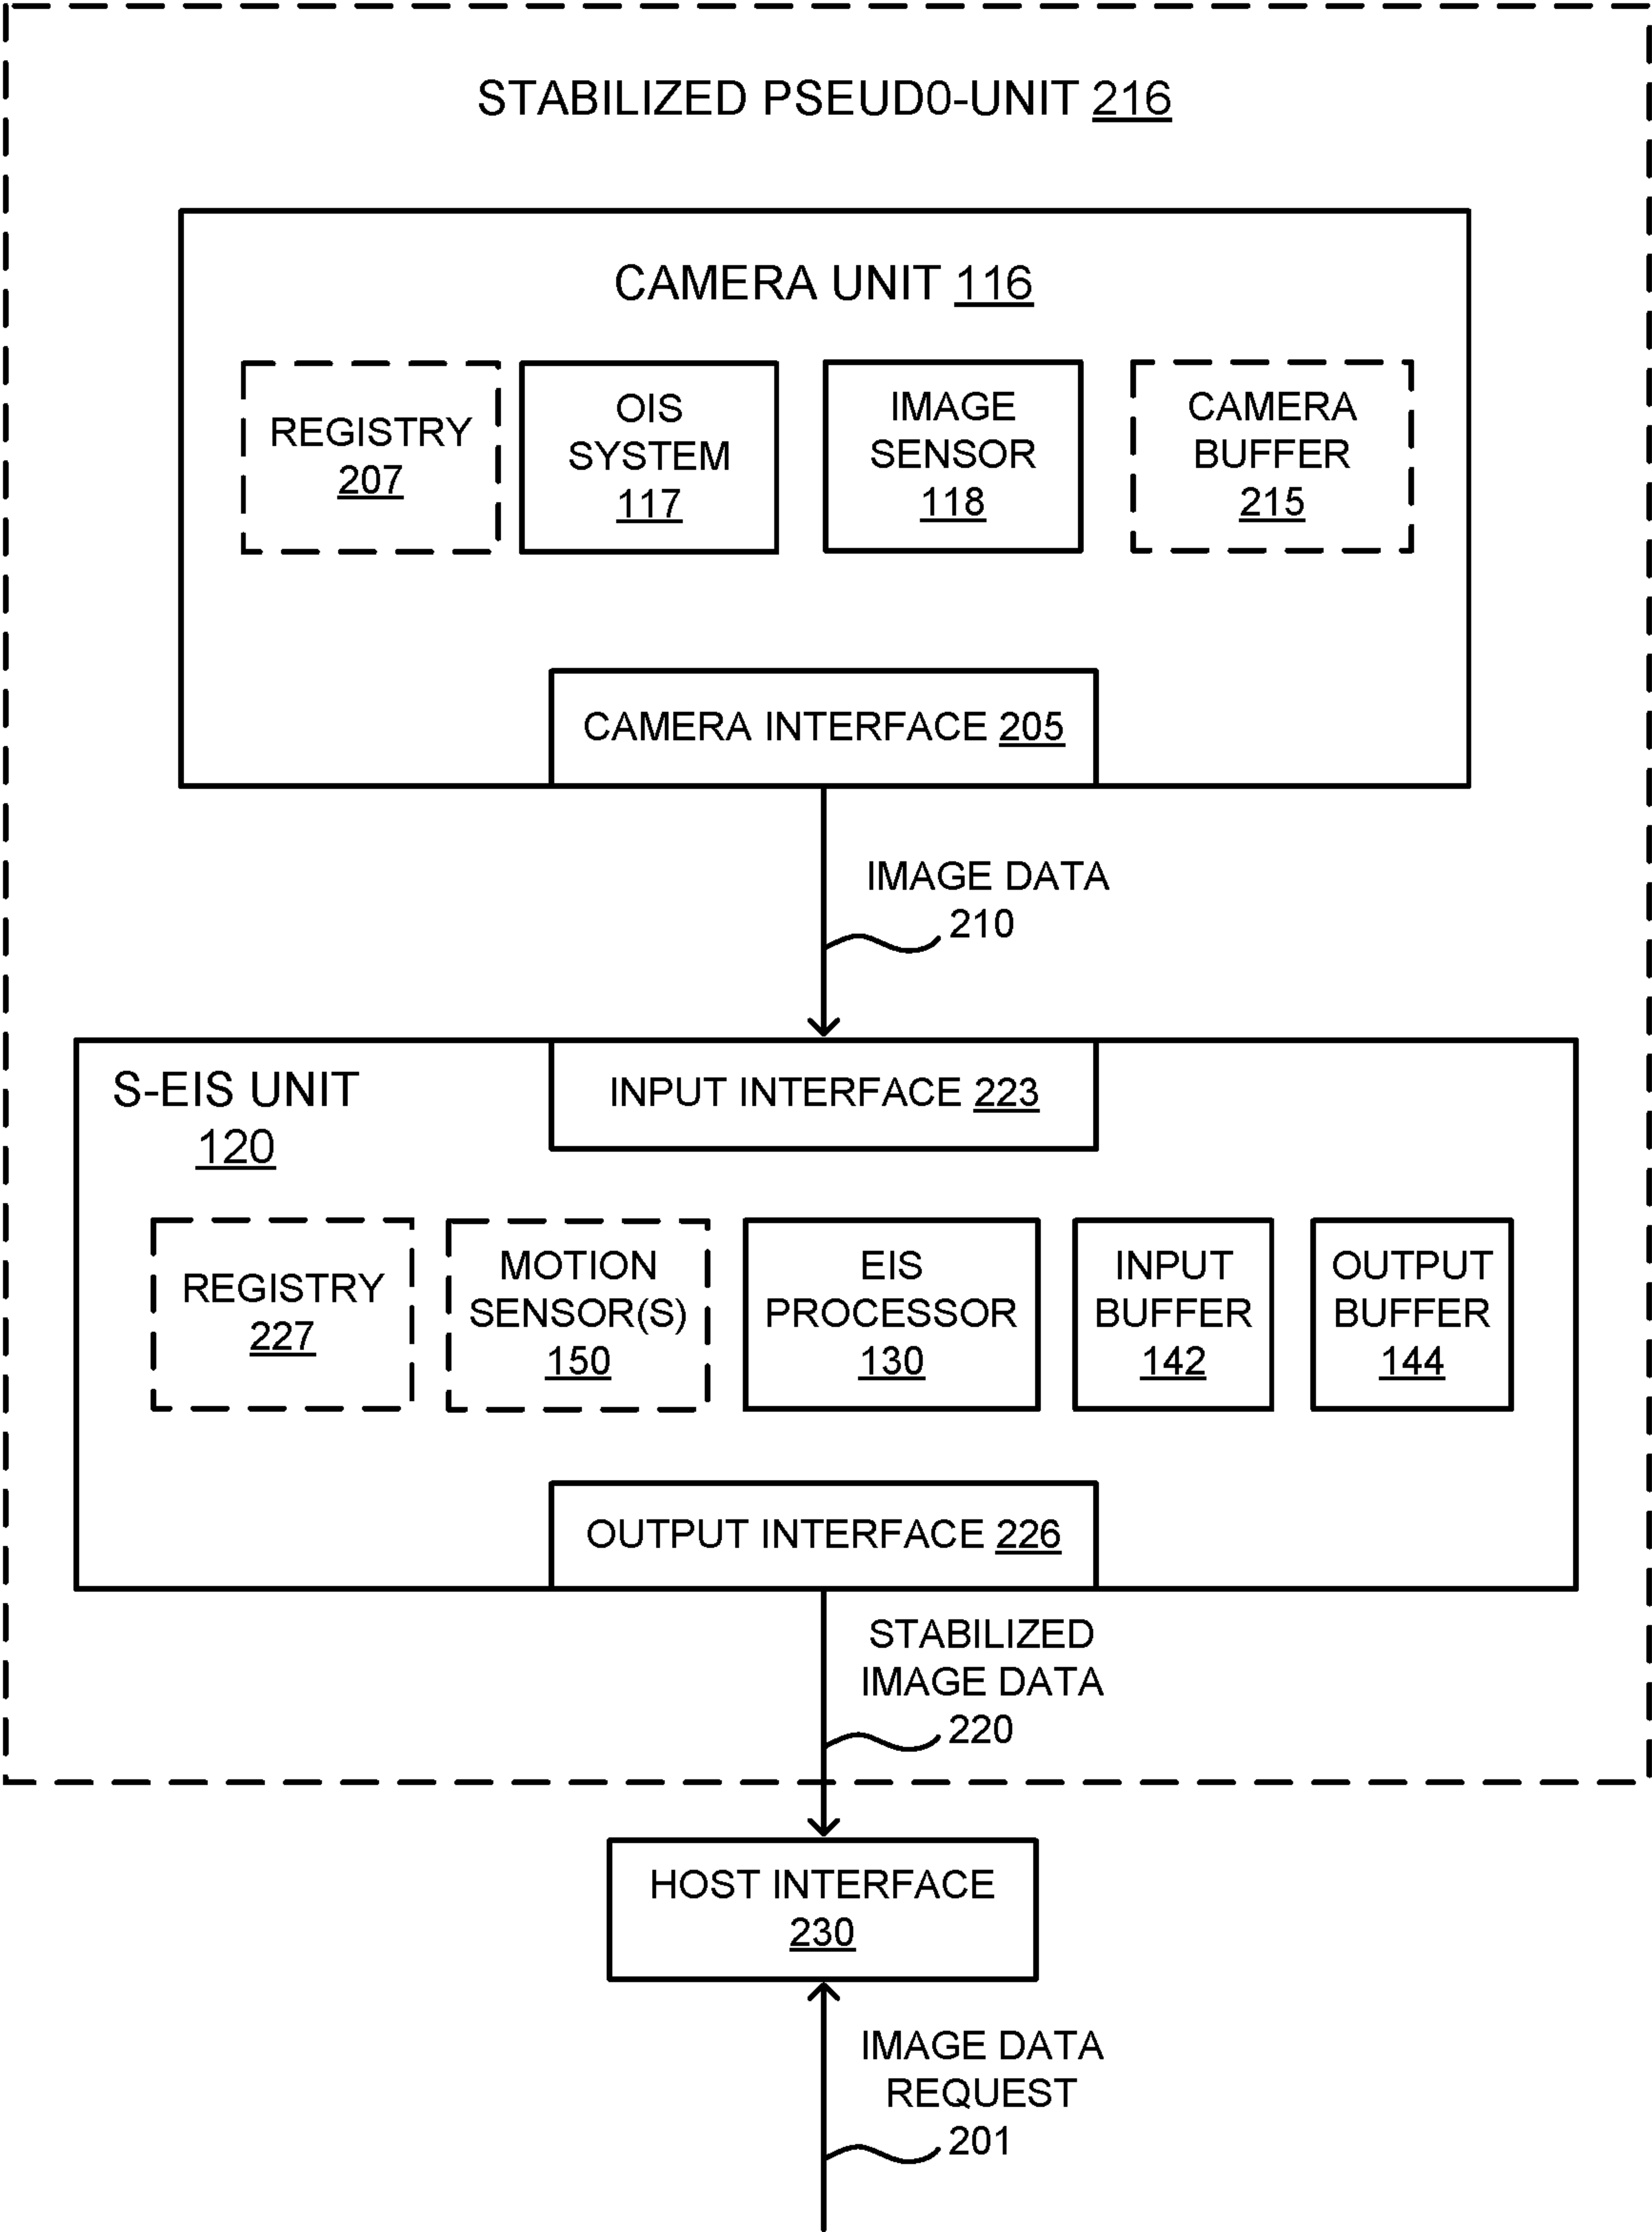 STABILIZED PSEUD0-UNIT 216
CAMERA UNIT 116
REGISTRY
207
OIS
SYSTEM
117
IMAGE
SENSOR
118
CAMERA
BUFFER
215
CAMERA INTERFACE 205
IMAGE DATA
210
S-EIS UNIT
120
INPUT INTERFACE 223
REGISTRY
227
MOTION
SENSOR(S)
150
EIS
PROCESSOR
130
INPUT
BUFFER
142
OUTPUT
BUFFER
144
OUTPUT INTERFACE 226
STABILIZED
IMAGE DATA
220
HOST INTERFACE
230
IMAGE DATA
REQUEST
201